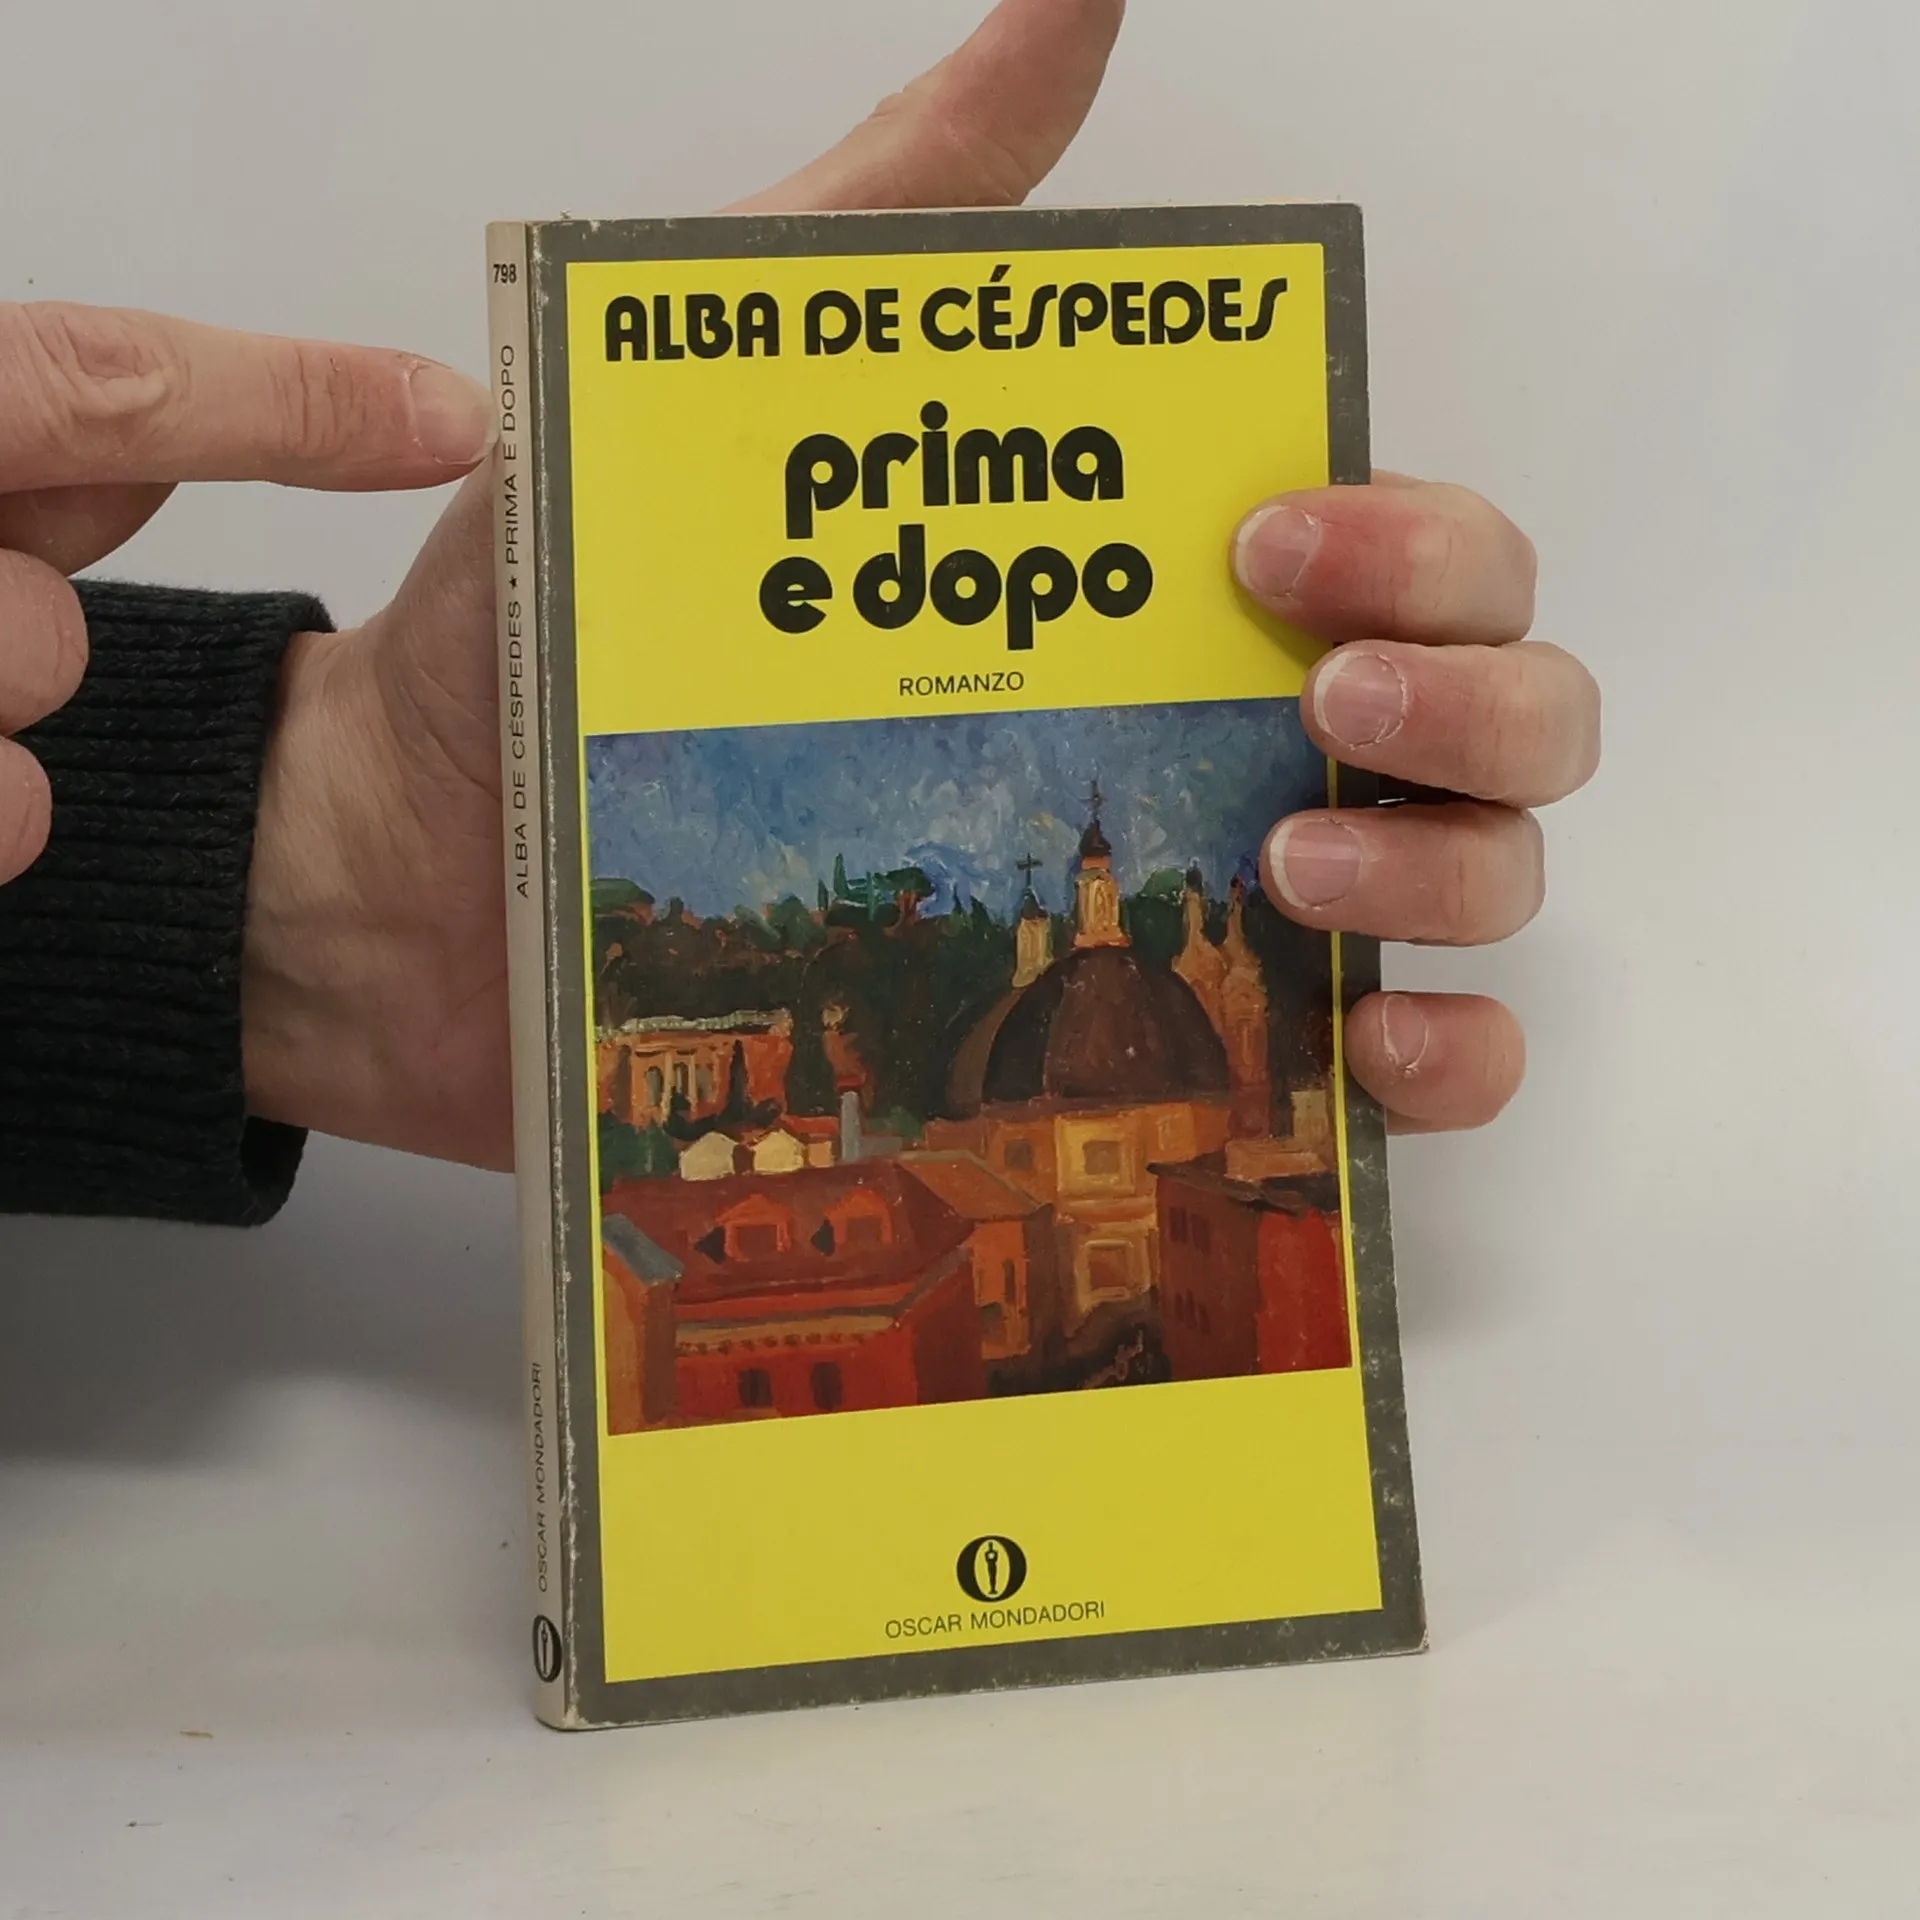 ALBA DE CÉSPEDES
prima
e dopo
ROMANZO
OSCAR MONDADORI
798
ALBA DE CÉSPEDES ★ PRIMA E DOPO
OSCAR MONDADORI